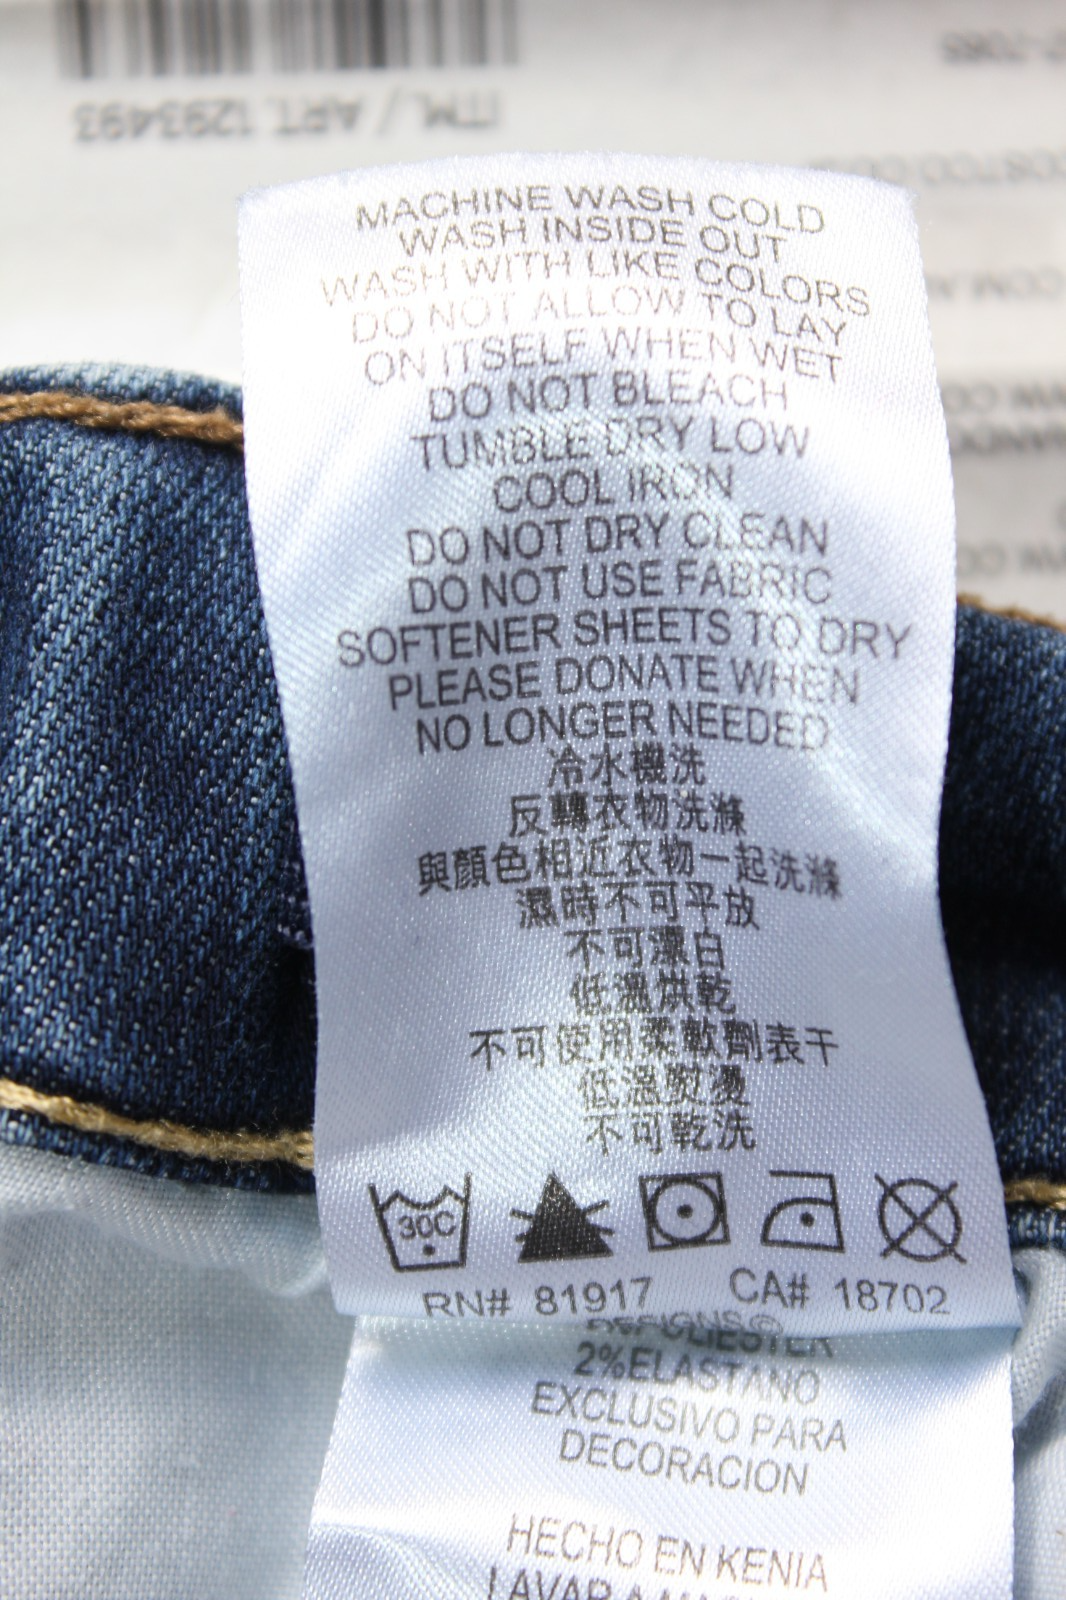 ITM. / ART. 1293493
MACHINE WASH COLD
WASH INSIDE OUT
WASH WITH LIKE COLORS
DO NOT ALLOW TO LAY
ON ITSELF WHEN WET
DO NOT BLEACH
TUMBLE DRY LOW
COOL IRON
DO NOT DRY CLEAN
DO NOT USE FABRIC
SOFTENER SHEETS TO DRY
PLEASE DONATE WHEN
NO LONGER NEEDED
冷水機洗
反轉衣物洗滌
與顏色相近衣物一起洗滌
濕時不可平放
不可漂白
低溫烘乾
不可使用柔軟劑表干
低溫熨燙
不可乾洗
30C
RN# 81917 CA# 18702
2%ELASTANO
EXCLUSIVO PARA
DECORACION
HECHO EN KENIA
LAVAR A